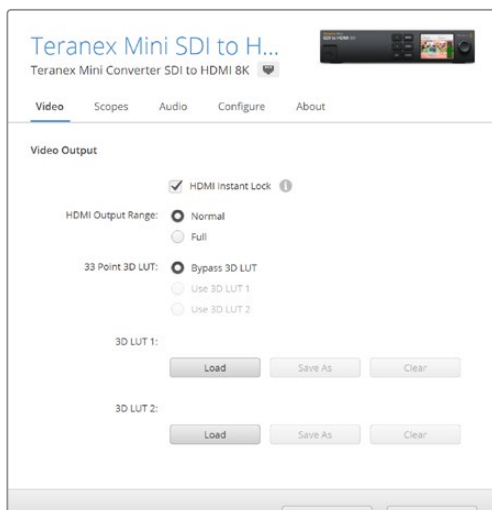 Teranex Mini SDI to H...
Teranex Mini Converter SDI to HDMI 8K
Video Scopes Audio Configure About
Video Output
HDMI Instant Lock
HDMI Output Range: Normal
Full
33 Point 3D LUT: Bypass 3D LUT
Use 3D LUT 1
Use 3D LUT 2
3D LUT 1:
Load Save As Clear
3D LUT 2:
Load Save As Clear